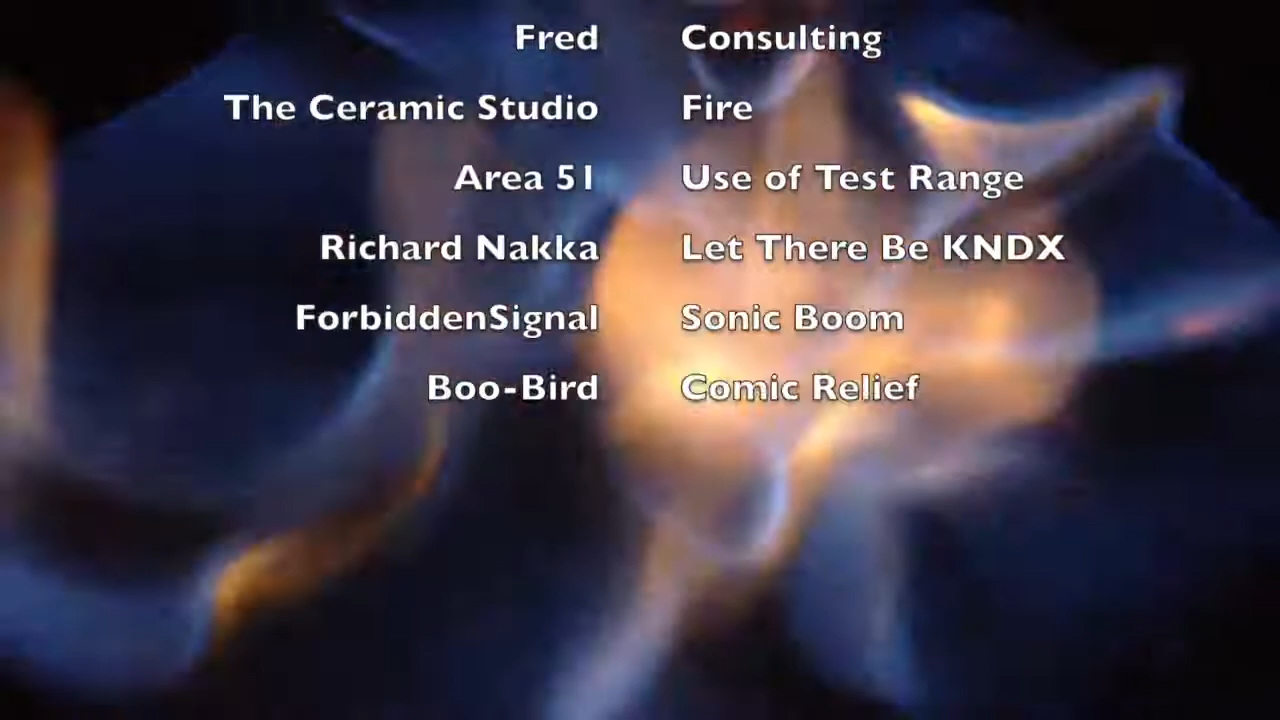 Fred Consulting
The Ceramic Studio Fire
Area 51 Use of Test Range
Richard Nakka Let There Be KNDX
ForbiddenSignal Sonic Boom
Boo-Bird Comic Relief